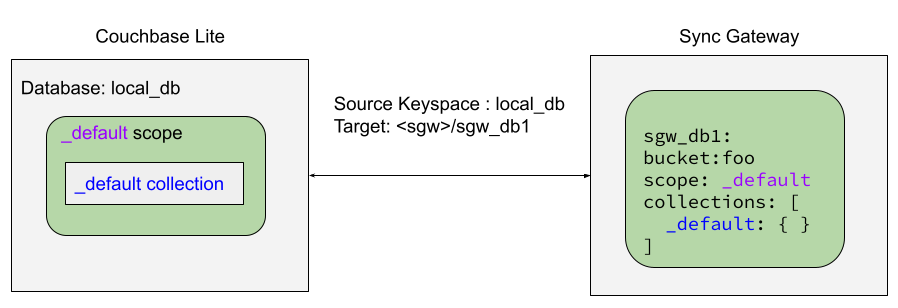 Couchbase Lite
Sync Gateway
Database: local_db
_default scope
_default collection
Source Keyspace : local_db
Target: <sgw>/sgw_db1
sgw_db1:
bucket:foo
scope: _default
collections: [
  _default: { }
]